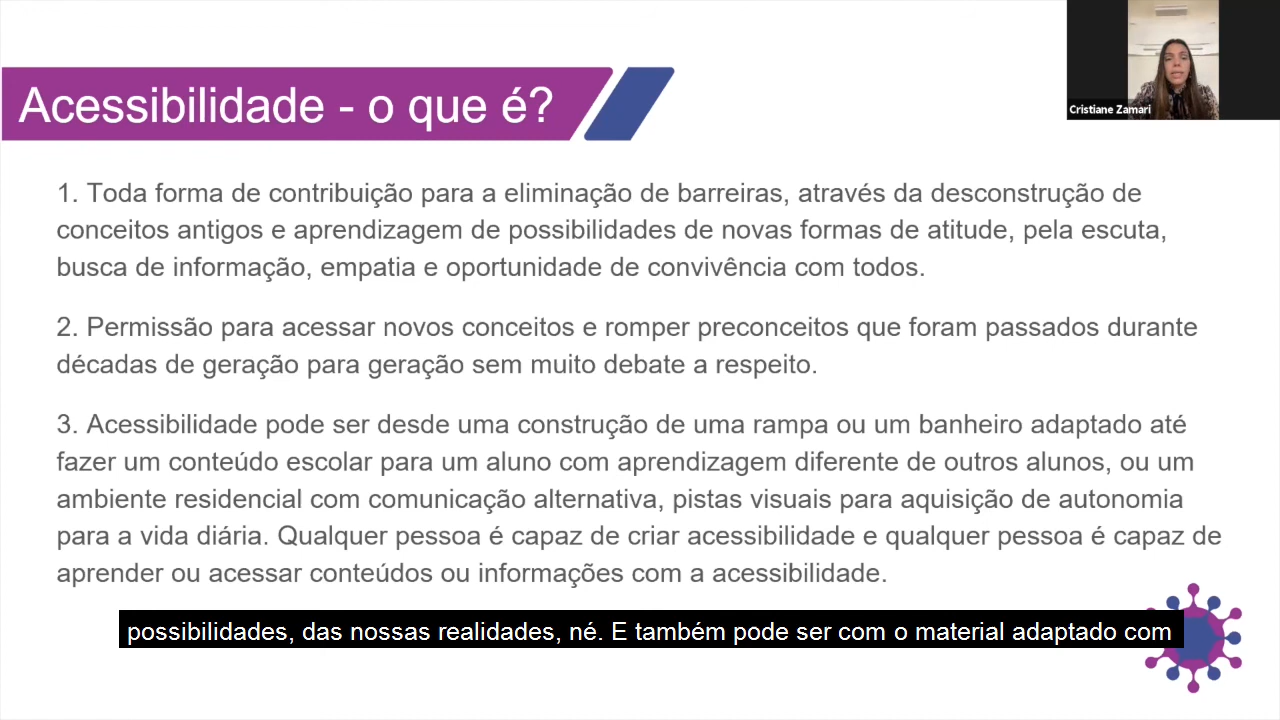 Acessibilidade - o que é?
Cristiane Zamari
1. Toda forma de contribuição para a eliminação de barreiras, através da desconstrução de
conceitos antigos e aprendizagem de possibilidades de novas formas de atitude, pela escuta,
busca de informação, empatia e oportunidade de convivência com todos.
2. Permissão para acessar novos conceitos e romper preconceitos que foram passados durante
décadas de geração para geração sem muito debate a respeito.
3. Acessibilidade pode ser desde uma construção de uma rampa ou um banheiro adaptado até
fazer um conteúdo escolar para um aluno com aprendizagem diferente de outros alunos, ou um
ambiente residencial com comunicação alternativa, pistas visuais para aquisição de autonomia
para a vida diária. Qualquer pessoa é capaz de criar acessibilidade e qualquer pessoa é capaz de
aprender ou acessar conteúdos ou informações com a acessibilidade.
possibilidades, das nossas realidades, né. E também pode ser com o material adaptado com